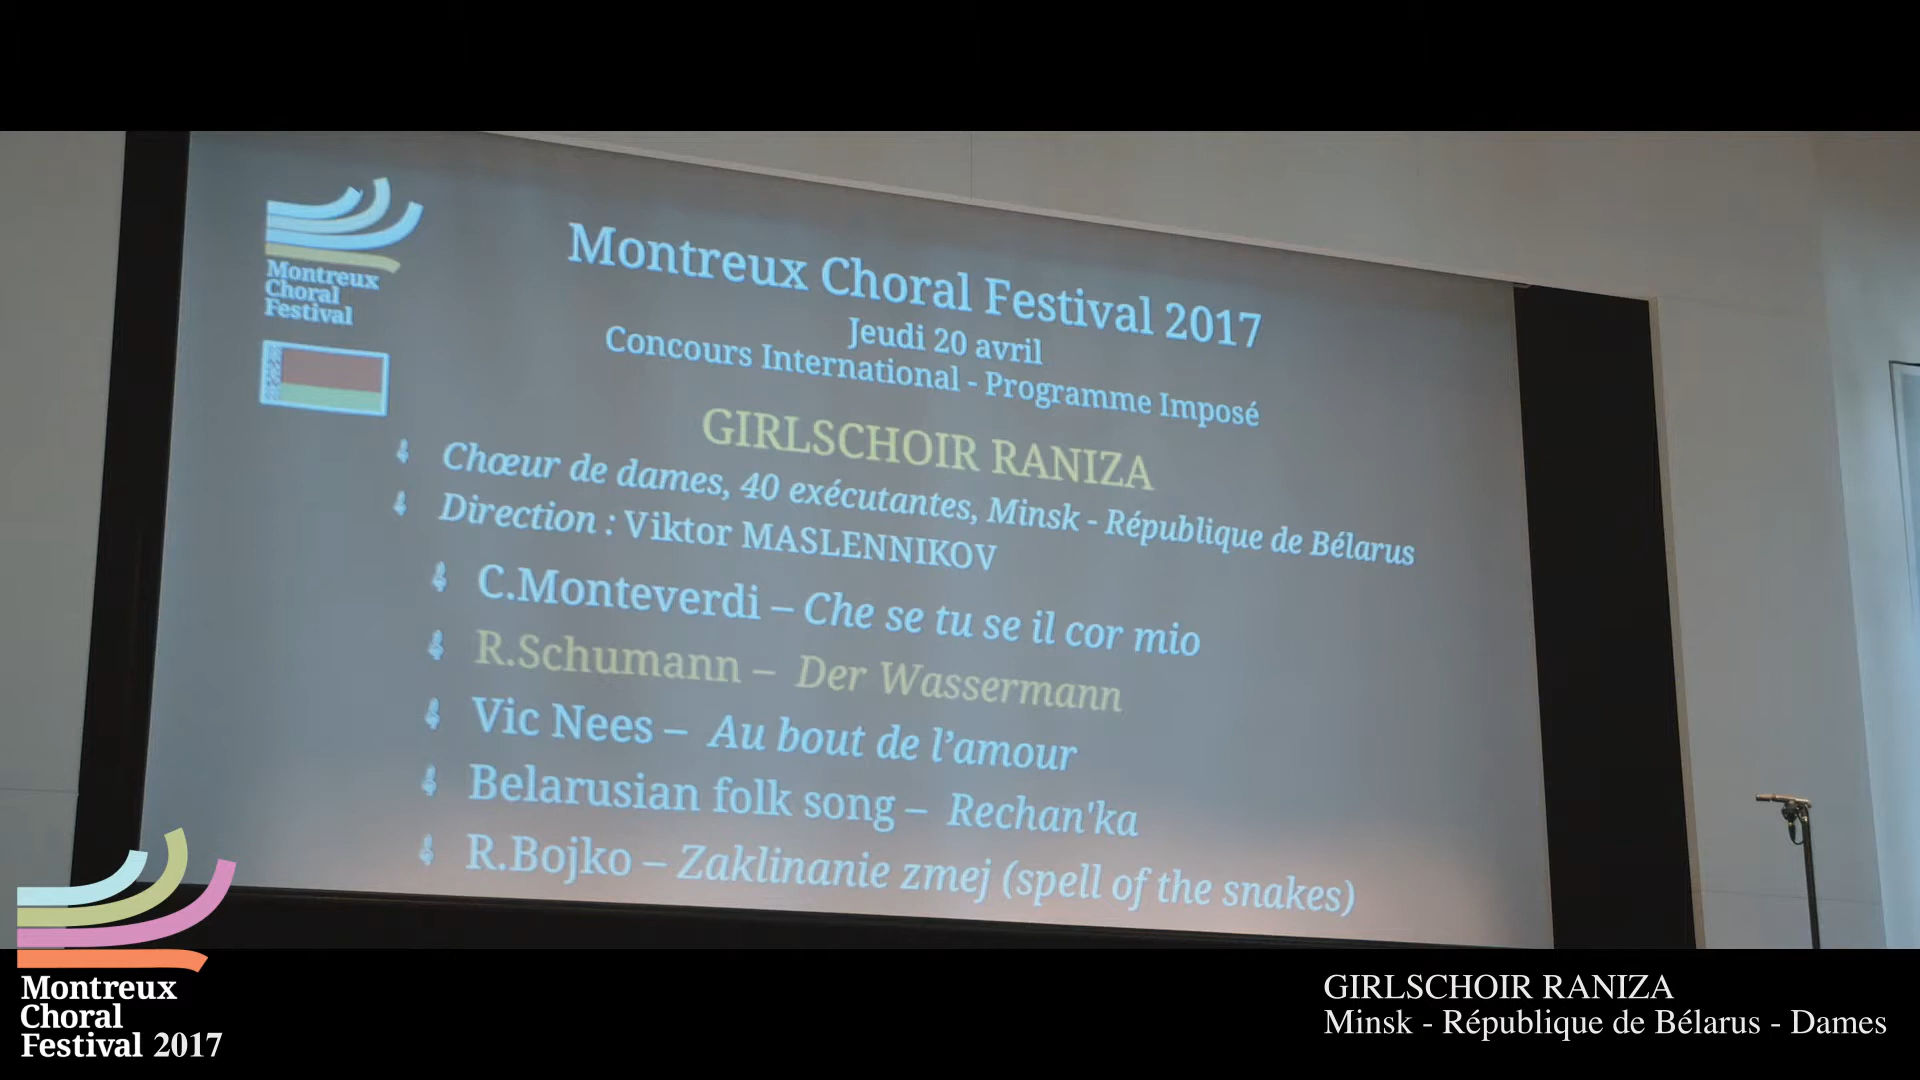 Montreux
Choral
Festival
Montreux Choral Festival 2017
Jeudi 20 avril
Concours International - Programme Imposé
GIRLSCHOIR RANIZA
Chœur de dames, 40 exécutantes, Minsk - République de Bélarus
Direction : Viktor MASLENNIKOV
C.Monteverdi – Che se tu se il cor mio
R.Schumann – Der Wassermann
Vic Nees – Au bout de l’amour
Belarusian folk song – Rechan'ka
R.Bojko – Zaklinanie zmej (spell of the snakes)
Montreux
Choral
Festival 2017
GIRLSCHOIR RANIZA
Minsk - République de Bélarus - Dames